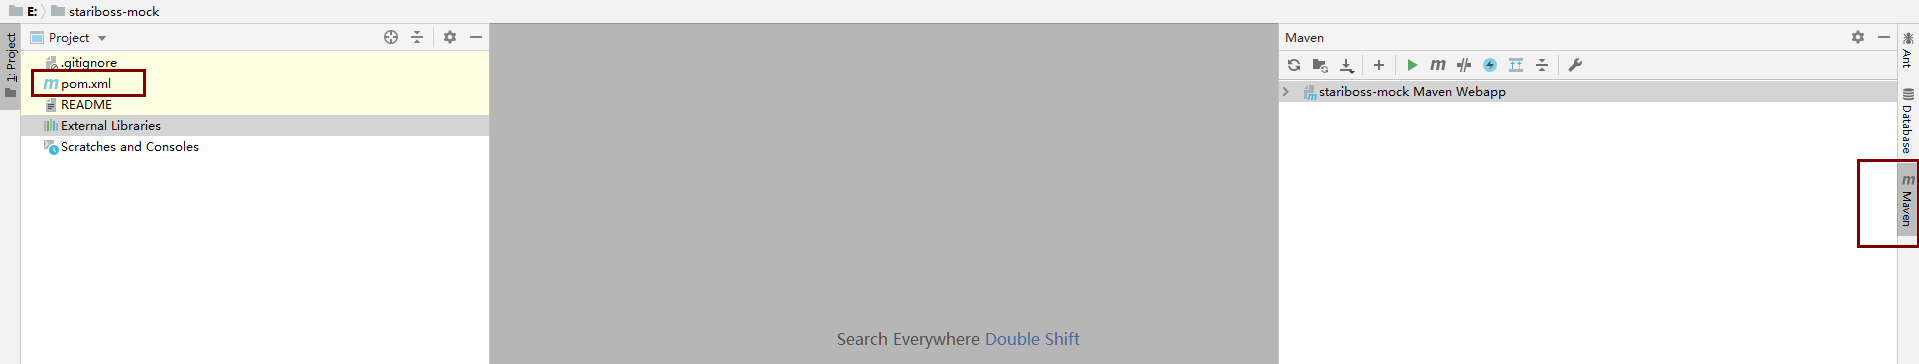 E: stariboss-mock
1: Project
Project
.gitignore
pom.xml
README
External Libraries
Scratches and Consoles
Search Everywhere Double Shift
Maven
stariboss-mock Maven Webapp
Ant
Database
Maven